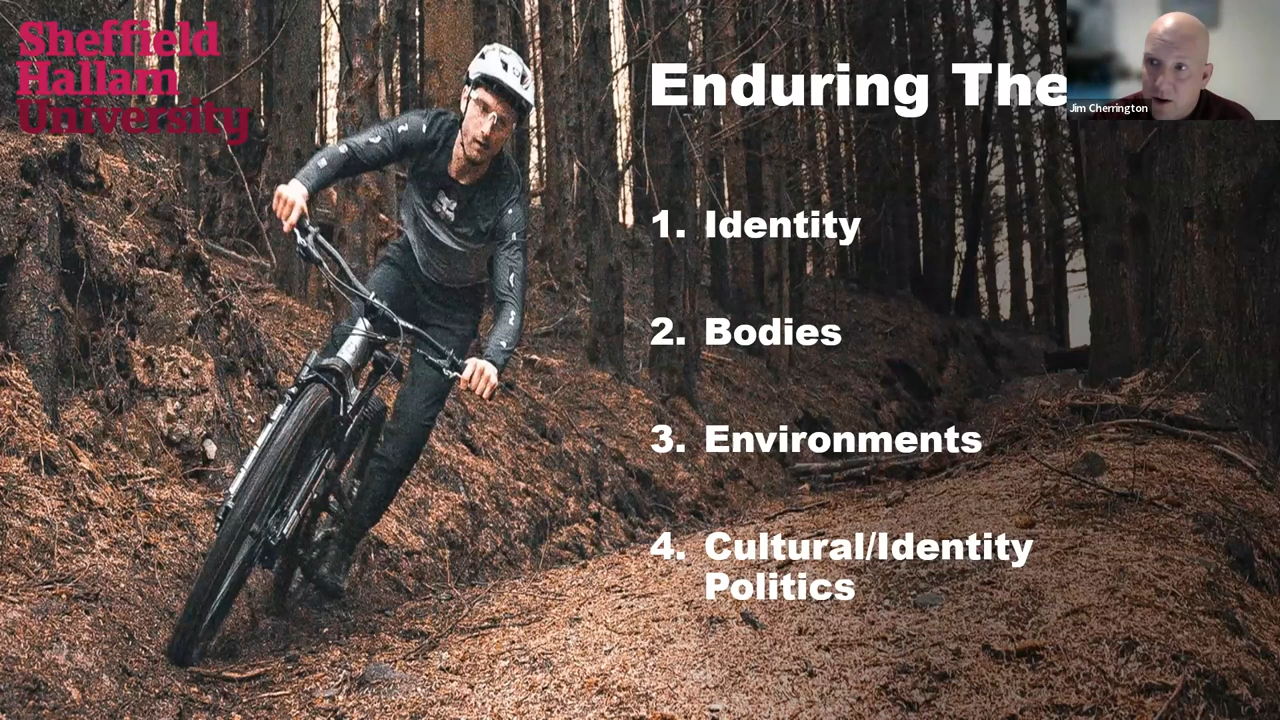 Sheffield
Hallam
University
Enduring The
Jim Cherrington
1. Identity
2. Bodies
3. Environments
4. Cultural/Identity
Politics